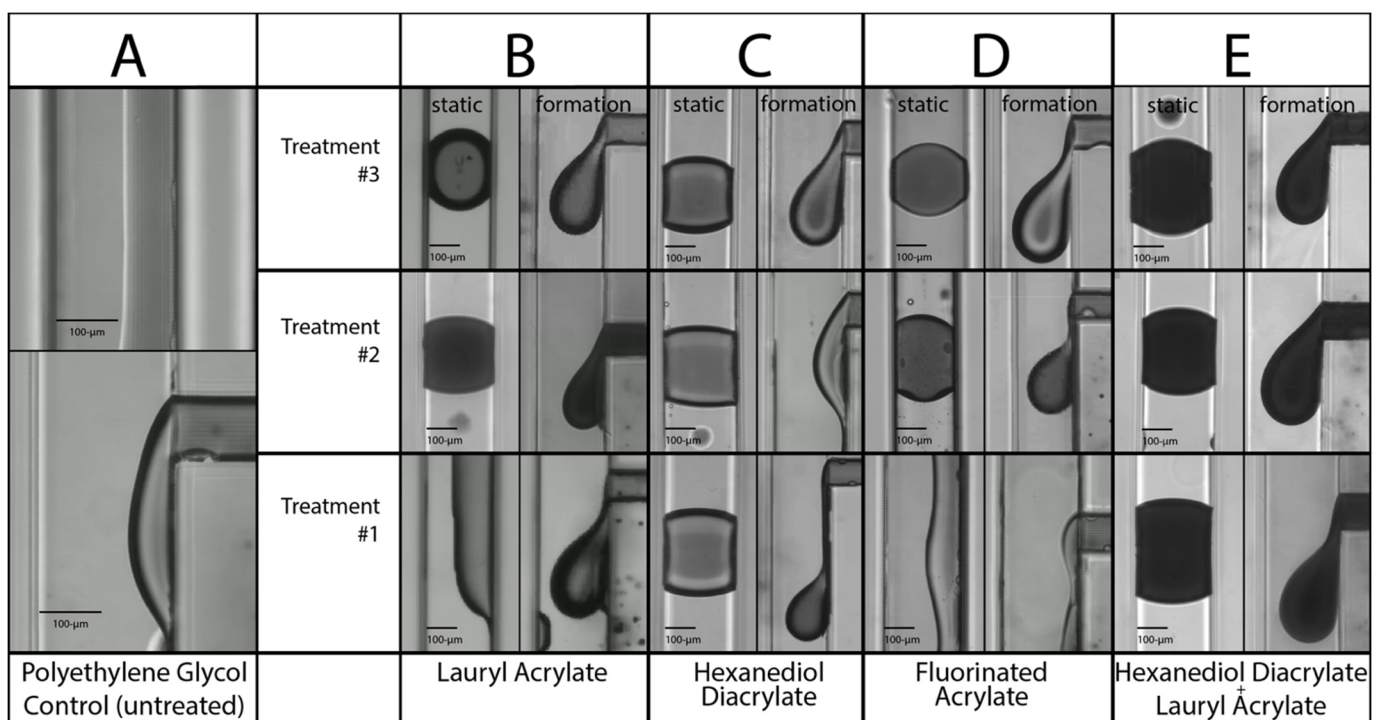 A
B
C
D
E
static
formation
static
formation
static
formation
static
formation
Treatment
#3
100-μm
100-μm
100-μm
100-μm
100-μm
Treatment
#2
100-μm
100-μm
100-μm
100-μm
100-μm
Treatment
#1
100-μm
100-μm
100-μm
100-μm
Polyethylene Glycol
Control (untreated)
Lauryl Acrylate
Hexanediol
Diacrylate
Fluorinated
Acrylate
Hexanediol Diacrylate
+
Lauryl Acrylate